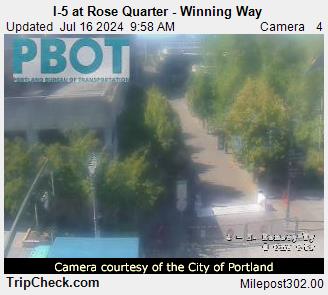 I-5 at Rose Quarter - Winning Way
Updated Jul 16 2024 9:58 AM Camera 4
PBOT
PORTLAND BUREAU OF TRANSPORTATION
Camera courtesy of the City of Portland
TripCheck.com Milepost302.00